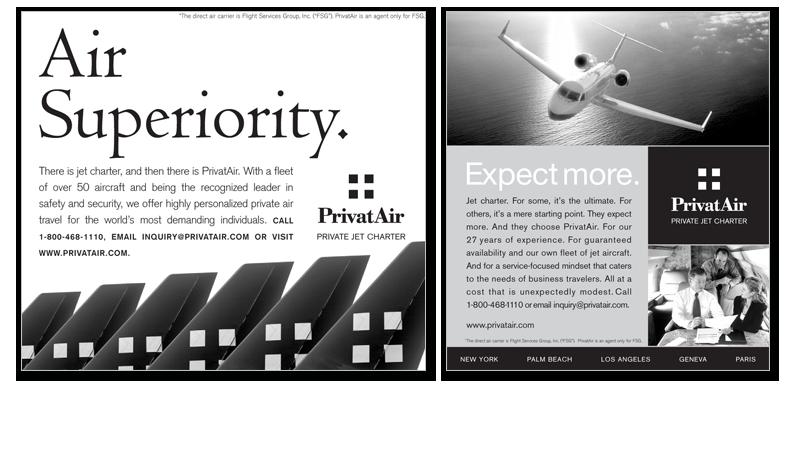 *The direct air carrier is Flight Services Group, Inc. ("FSG"). PrivatAir is an agent only for FSG.
Air
Superiority.
There is jet charter, and then there is PrivatAir. With a fleet
of over 50 aircraft and being the recognized leader in
safety and security, we offer highly personalized private air
travel for the world's most demanding individuals. CALL
1-800-468-1110, EMAIL INQUIRY@PRIVATAIR.COM OR VISIT
WWW.PRIVATAIR.COM.
PrivatAir
PRIVATE JET CHARTER
Expect more.
Jet charter. For some, it's the ultimate. For
others, it's a mere starting point. They expect
more. And they choose PrivatAir. For our
27 years of experience. For guaranteed
availability and our own fleet of jet aircraft.
And for a service-focused mindset that caters
to the needs of business travelers. All at a
cost that is unexpectedly modest. Call
1-800-468-1110 or email inquiry@privatair.com.
www.privatair.com
*The direct air carrier is Flight Services Group, Inc. ("FSG"). PrivatAir is an agent only for FSG.
PrivatAir
PRIVATE JET CHARTER
NEW YORK PALM BEACH LOS ANGELES GENEVA PARIS